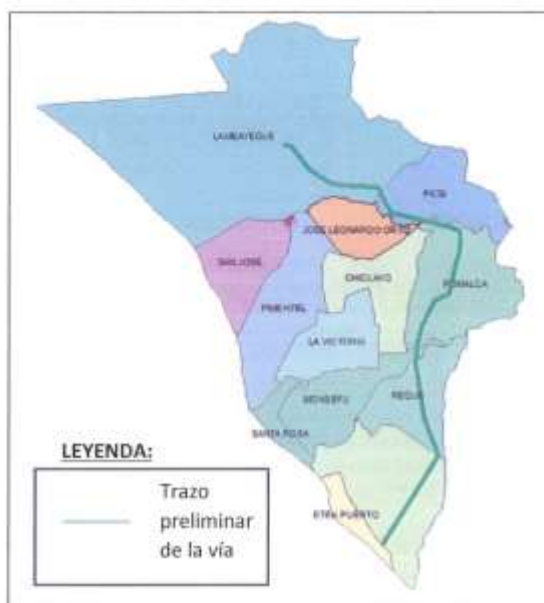 LAMBAYEQUE
PICSI
JOSE LEONARDO ORTIZ
SAN JOSE
CHICLAYO
POMALCA
PIMENTEL
LA VICTORIA
MONSEFU
REQUE
SANTA ROSA
ETEN PUERTO
LEYENDA:
Trazo
preliminar
de la vía